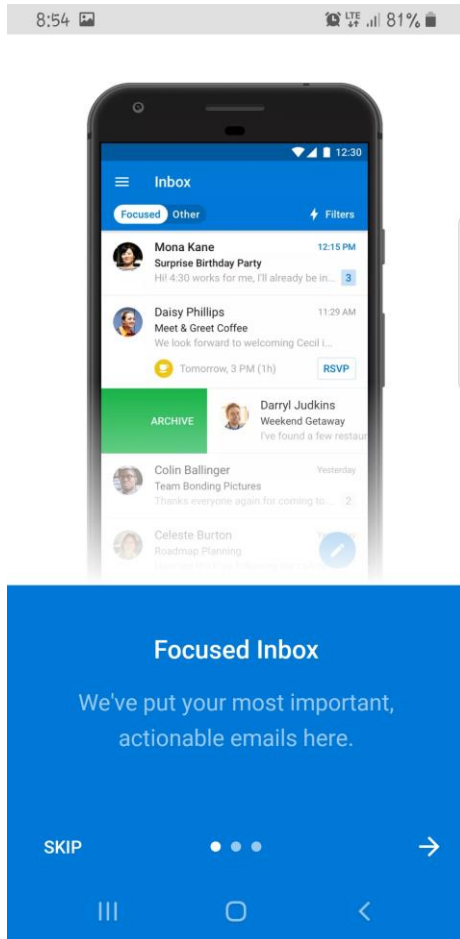 8:54
LTE
81%
12:30
Inbox
Focused Other
Filters
Mona Kane 12:15 PM
Surprise Birthday Party
Hi! 4:30 works for me, I'll already be in... 3
Daisy Phillips 11:29 AM
Meet & Greet Coffee
We look forward to welcoming Cecil i...
Tomorrow, 3 PM (1h) RSVP
ARCHIVE
Darryl Judkins
Weekend Getaway
I've found a few restaur
Colin Ballinger Yesterday
Team Bonding Pictures
Thanks everyone again for coming to... 2
Celeste Burton
Roadmap Planning
Focused Inbox
We've put your most important,
actionable emails here.
SKIP